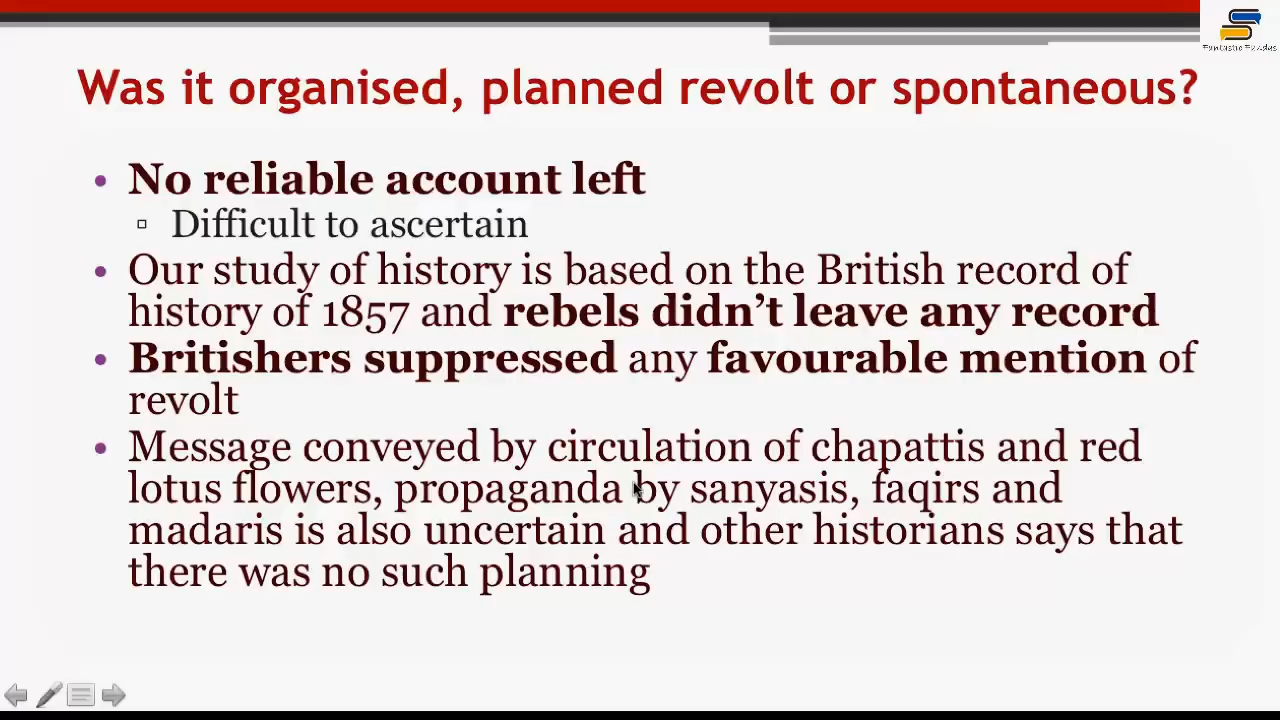 Fantastic Fundas
Was it organised, planned revolt or spontaneous?
• No reliable account left
▫ Difficult to ascertain
• Our study of history is based on the British record of
history of 1857 and rebels didn't leave any record
• Britishers suppressed any favourable mention of
revolt
• Message conveyed by circulation of chapattis and red
lotus flowers, propaganda by sanyasis, faqirs and
madaris is also uncertain and other historians says that
there was no such planning